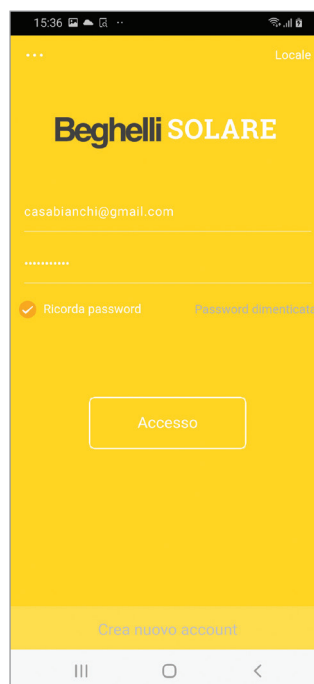 15:36
Locale
Beghelli SOLARE
casabianchi@gmail.com
Ricorda password Password dimenticata
Accesso
Crea nuovo account